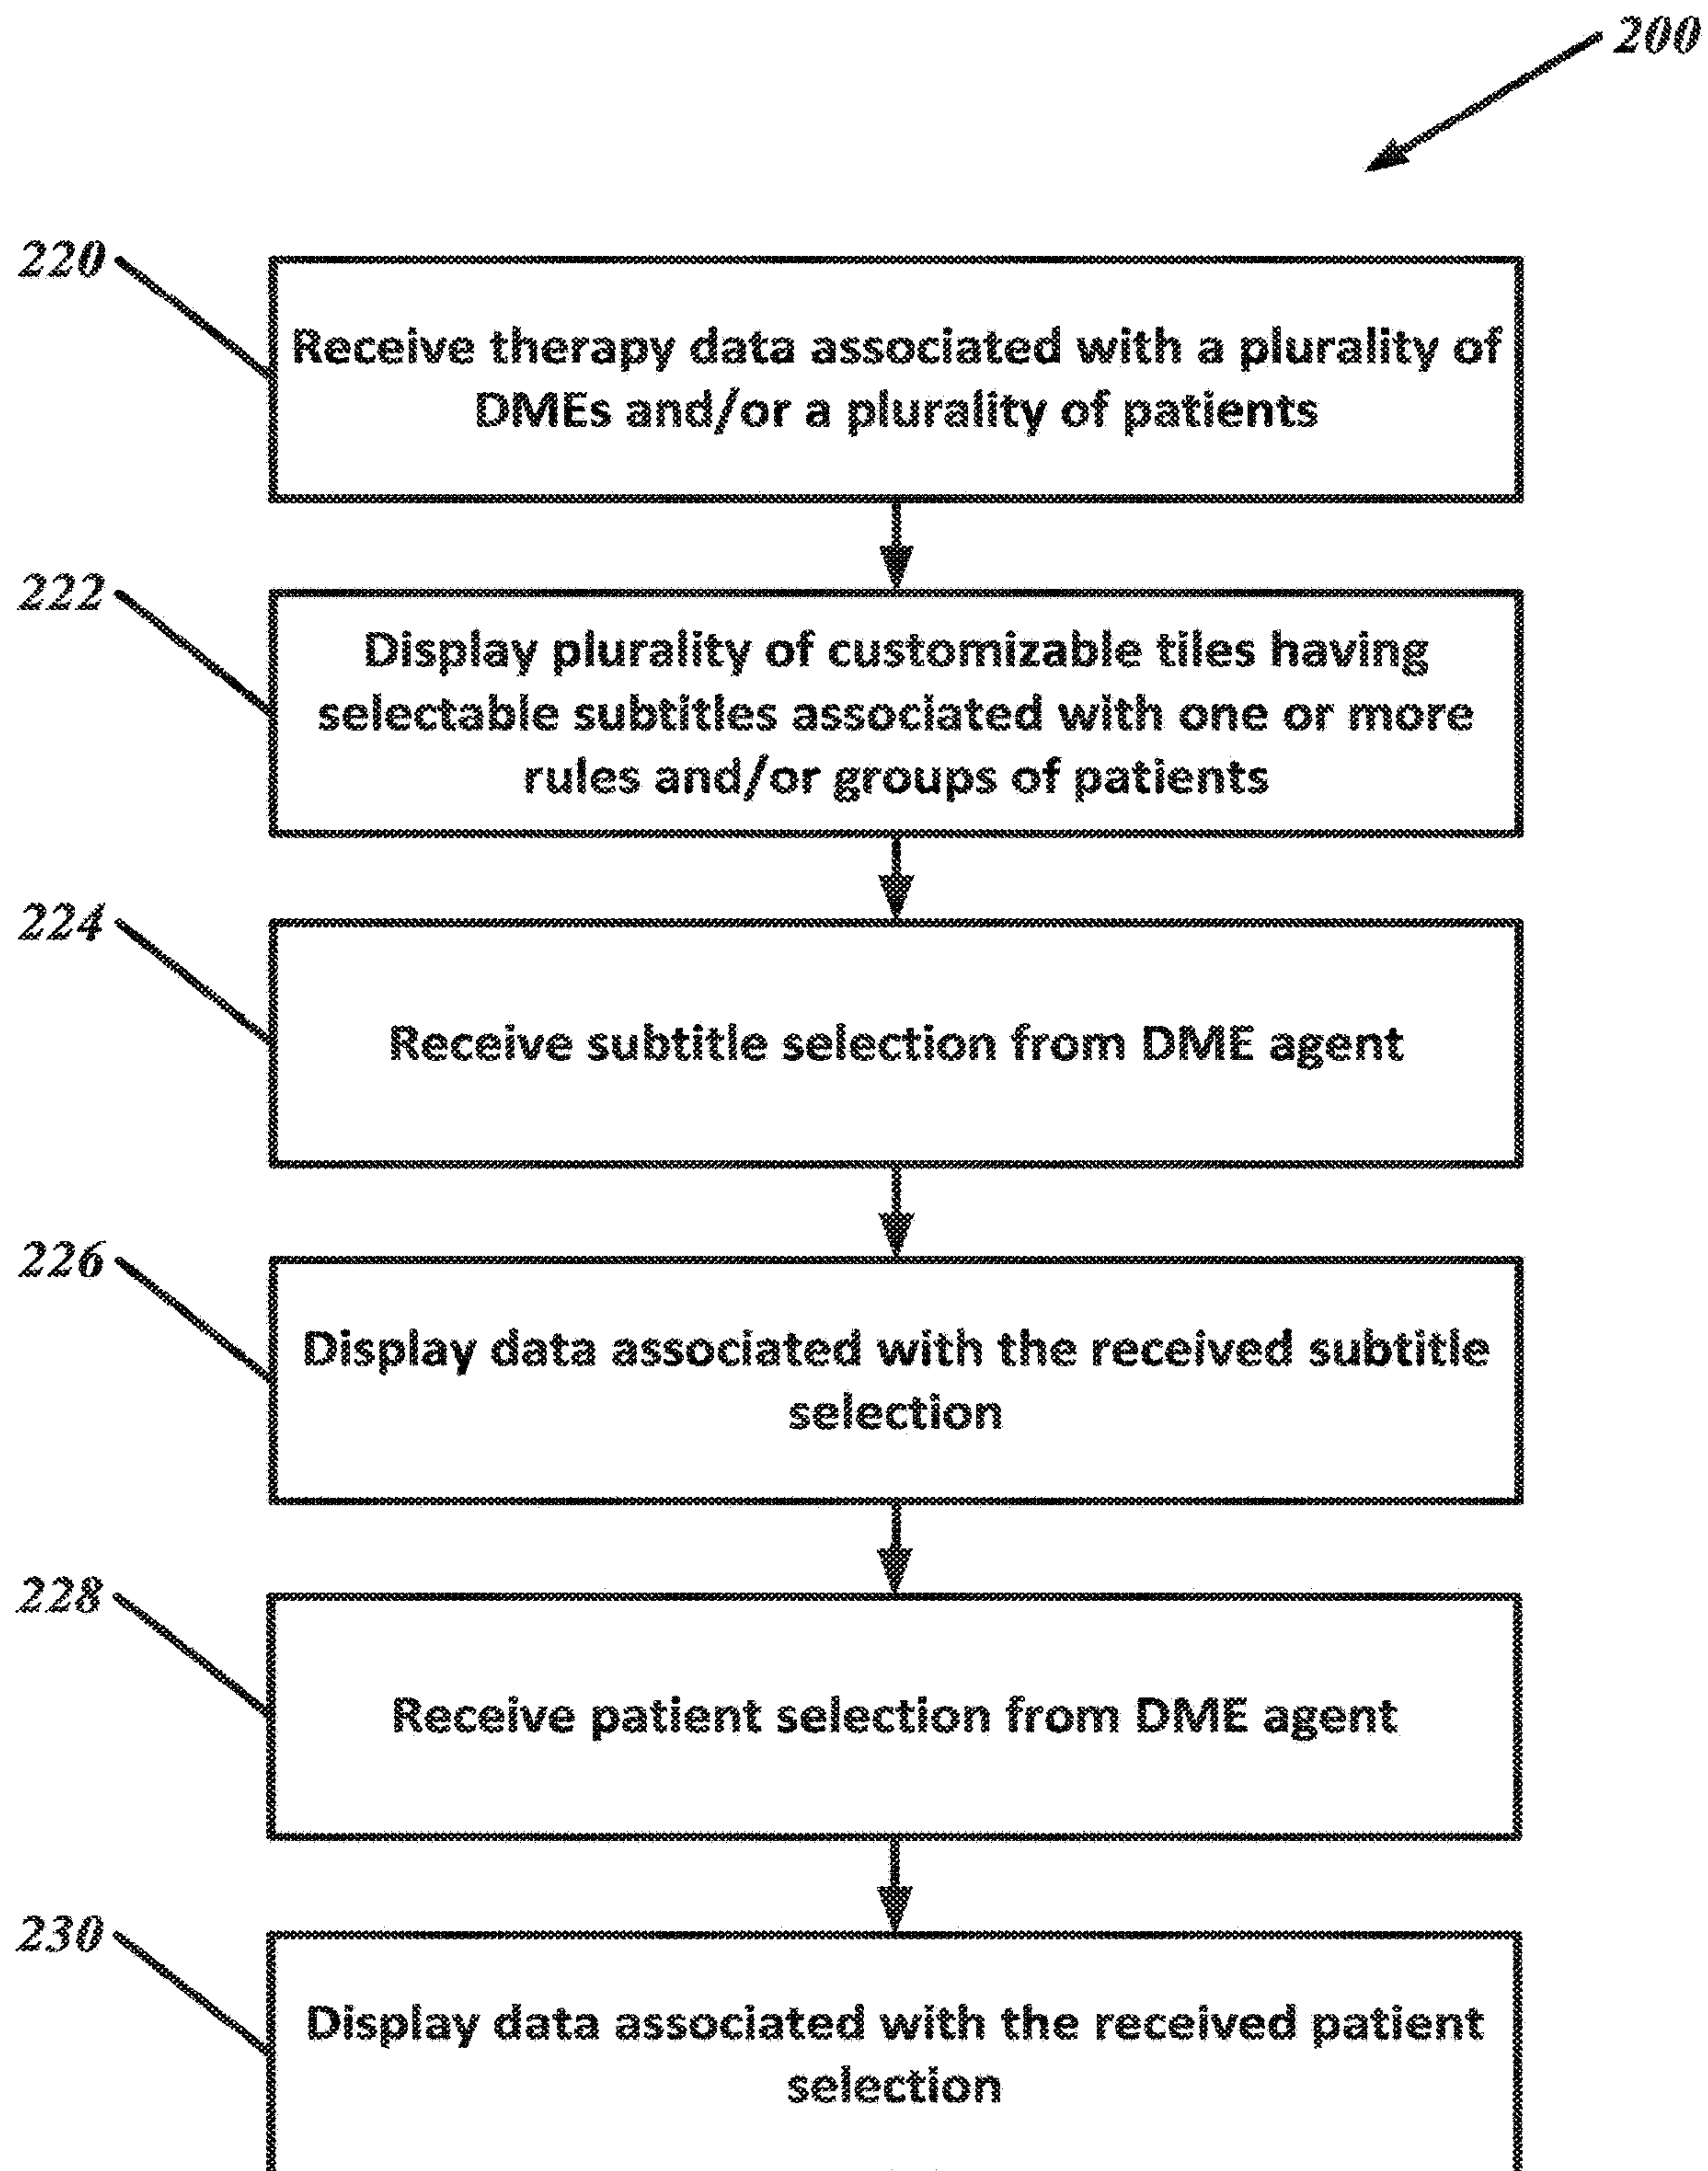 200
220
Receive therapy data associated with a plurality of
DMEs and/or a plurality of patients
222
Display plurality of customizable tiles having
selectable subtitles associated with one or more
rules and/or groups of patients
224
Receive subtitle selection from DME agent
226
Display data associated with the received subtitle
selection
228
Receive patient selection from DME agent
230
Display data associated with the received patient
selection